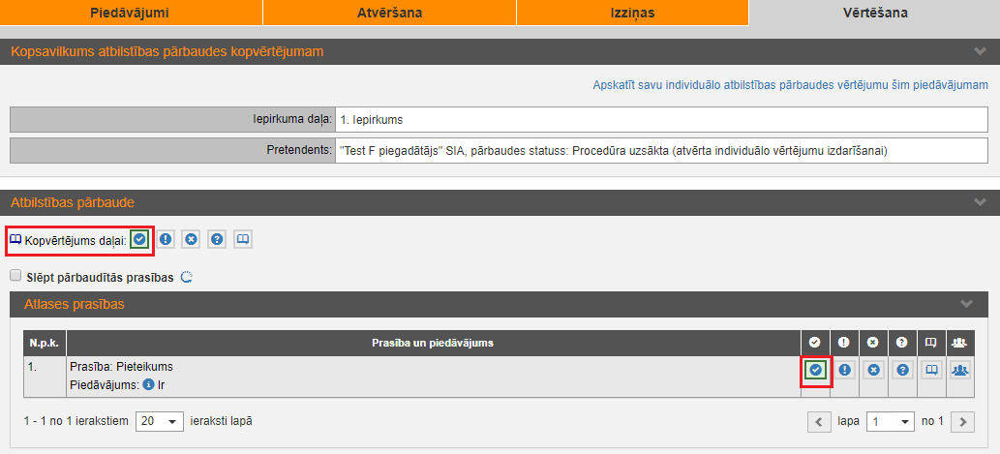 Piedāvājumi Atvēršana Izziņas Vērtēšana
Kopsavilkums atbilstības pārbaudes kopvērtējumam
Apskatīt savu individuālo atbilstības pārbaudes vērtējumu šim piedāvājumam
Iepirkuma daļa: 1. Iepirkums
Pretendents: "Test F piegadātājs" SIA, pārbaudes statuss: Procedūra uzsākta (atvērta individuālo vērtējumu izdarīšanai)
Atbilstības pārbaude
Kopvērtējums daļai:
Slēpt pārbaudītās prasības
Atlases prasības
N.p.k. Prasība un piedāvājums
1. Prasība: Pieteikums
Piedāvājums: Ir
1 - 1 no 1 ierakstiem 20 ieraksti lapā lapa 1 no 1